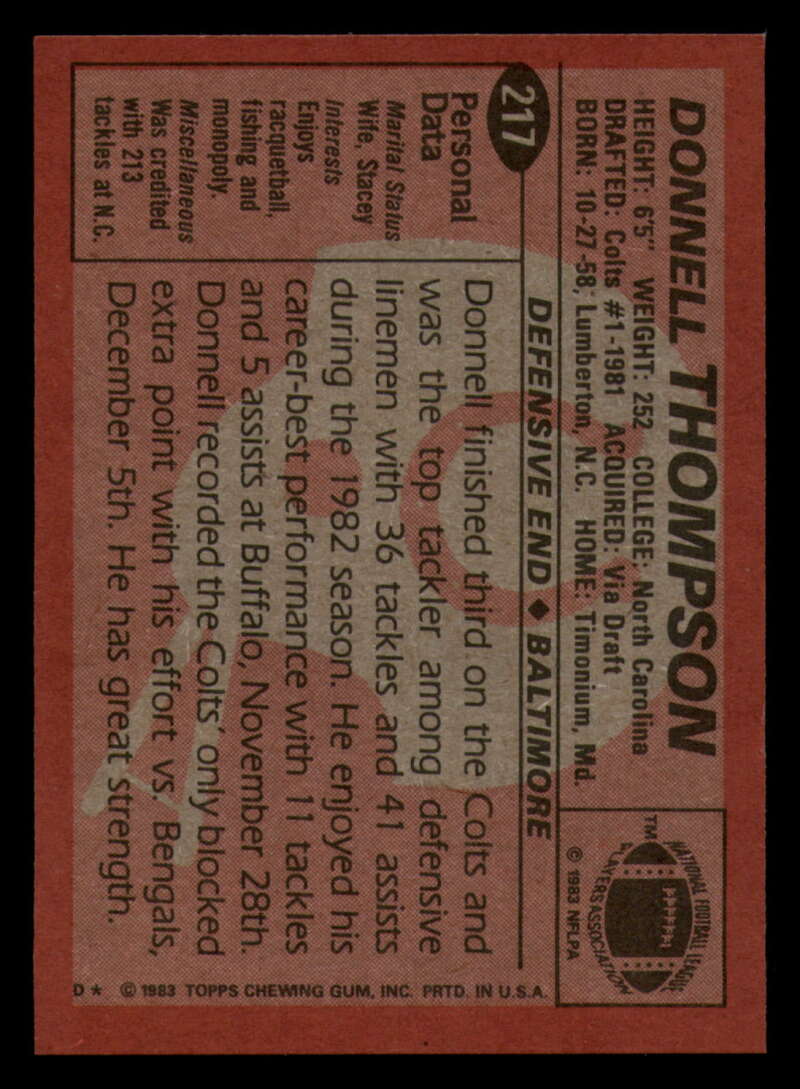 DONNELL THOMPSON
HEIGHT: 6'5" WEIGHT: 252 COLLEGE: North Carolina
DRAFTED: Colts #1-1981 ACQUIRED: Via Draft
BORN: 10-27-58, Lumberton, N.C. HOME: Timonium, Md.
TM
NATIONAL FOOTBALL LEAGUE
PLAYERS ASSOCIATION
© 1983 NFLPA
217
DEFENSIVE END ♦ BALTIMORE
Personal
Data
Marital Status
Wife, Stacey
Interests
Enjoys
racquetball,
fishing and
monopoly.
Miscellaneous
Was credited
with 213
tackles at N.C.
Donnell finished third on the Colts and
was the top tackler among defensive
linemen with 36 tackles and 41 assists
during the 1982 season. He enjoyed his
career-best performance with 11 tackles
and 5 assists at Buffalo, November 28th.
Donnell recorded the Colts' only blocked
extra point with his effort vs. Bengals,
December 5th. He has great strength.
D* © 1983 TOPPS CHEWING GUM, INC. PRTD. IN U.S.A.